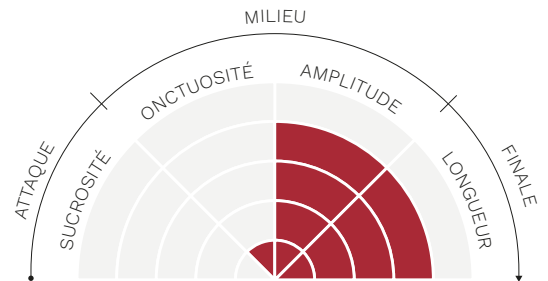 MILIEU
ONCTUOSITÉ
AMPLITUDE
ATTAQUE
SUCROSITÉ
FINALE
LONGUEUR